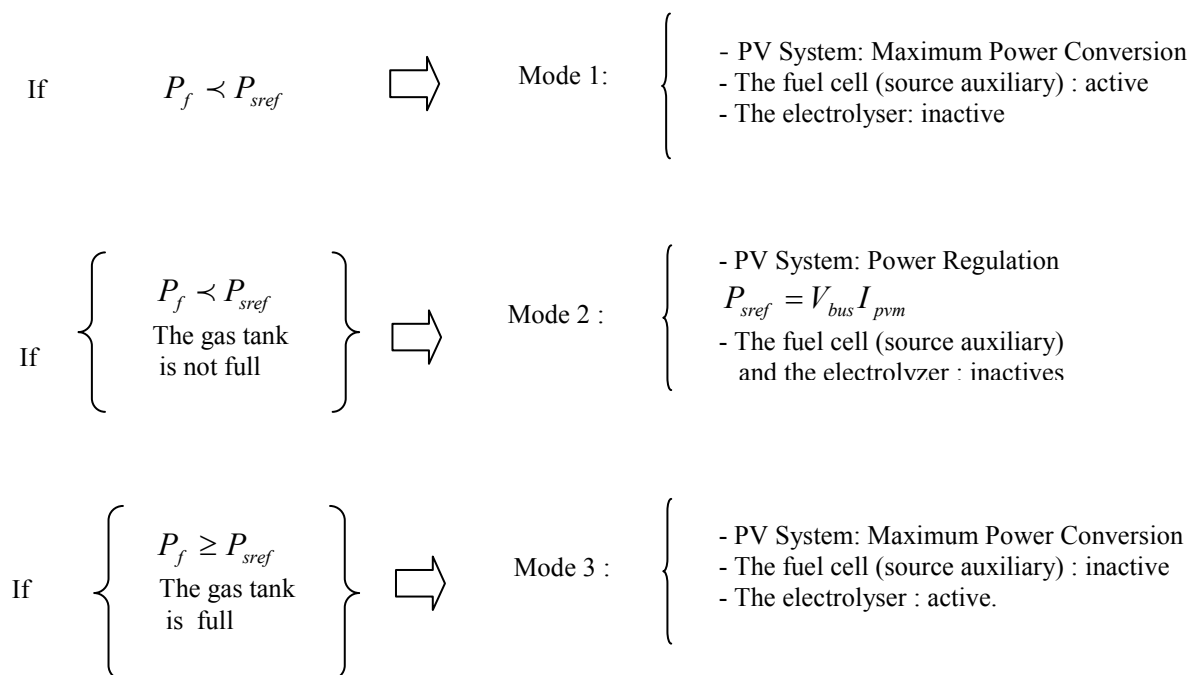 If P_f ≺ P_sref Mode 1: - PV System: Maximum Power Conversion
- The fuel cell (source auxiliary) : active
- The electrolyser: inactive
If P_f ≺ P_sref
The gas tank
is not full
Mode 2 :
- PV System: Power Regulation
P_sref = V_bus I_pvm
- The fuel cell (source auxiliary)
and the electrolyzer : inactives
If P_f ≥ P_sref
The gas tank
is full
Mode 3 :
- PV System: Maximum Power Conversion
- The fuel cell (source auxiliary) : inactive
- The electrolyser : active.